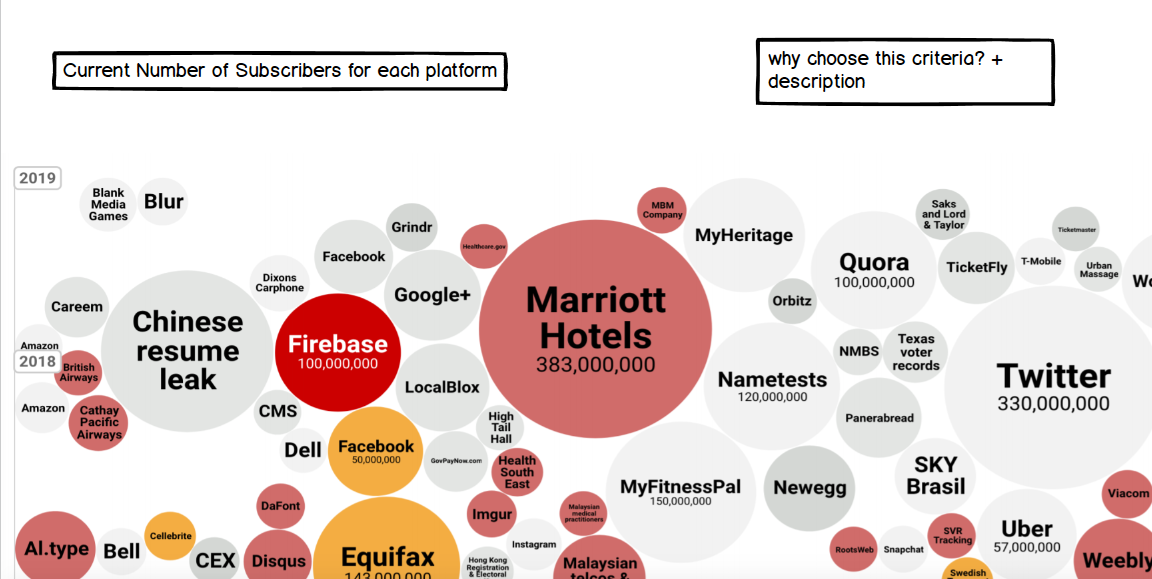 Current Number of Subscribers for each platform
why choose this criteria? +
description
2019
Blank
Media
Games
Blur
Grindr
MBM
Company
MyHeritage
Saks
and Lord
& Taylor
Ticketmaster
Facebook
Healthcare.gov
Quora
100,000,000
TicketFly
T-Mobile
Urban
Massage
Wo
Dixons
Carphone
Google+
Careem
Marriott
Hotels
383,000,000
Orbitz
Chinese
resume
leak
Firebase
100,000,000
Amazon
2018
British
Airways
NMBS
Texas
voter
records
LocalBlox
Nametests
120,000,000
Twitter
330,000,000
Amazon
Cathay
Pacific
Airways
CMS
High
Tail
Hall
Panerabread
Dell
Facebook
50,000,000
GovPayNow.com
Health
South
East
MyFitnessPal
150,000,000
Newegg
SKY
Brasil
Viacom
DaFont
Imgur
Malaysian
medical
practitioners
Al.type
Bell
Cellebrite
CEX
Disqus
Equifax
143,000,000
Instagram
Hong Kong
Registration
& Electoral
Malaysian
telcos &
RootsWeb
Snapchat
SVR
Tracking
Swedish
Uber
57,000,000
Weebly